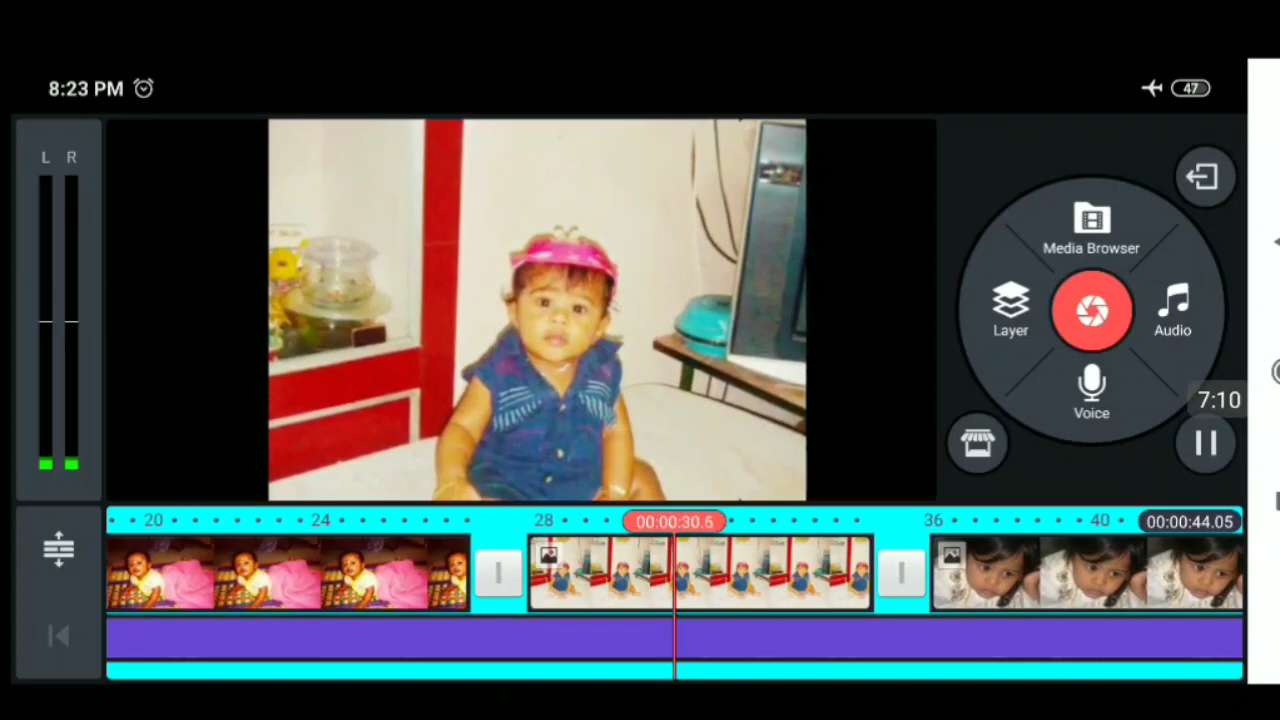 8:23 PM
47
L R
Media Browser
Layer
Audio
Voice
7:10
20
24
28
00:00:30.6
36
40
00:00:44.05